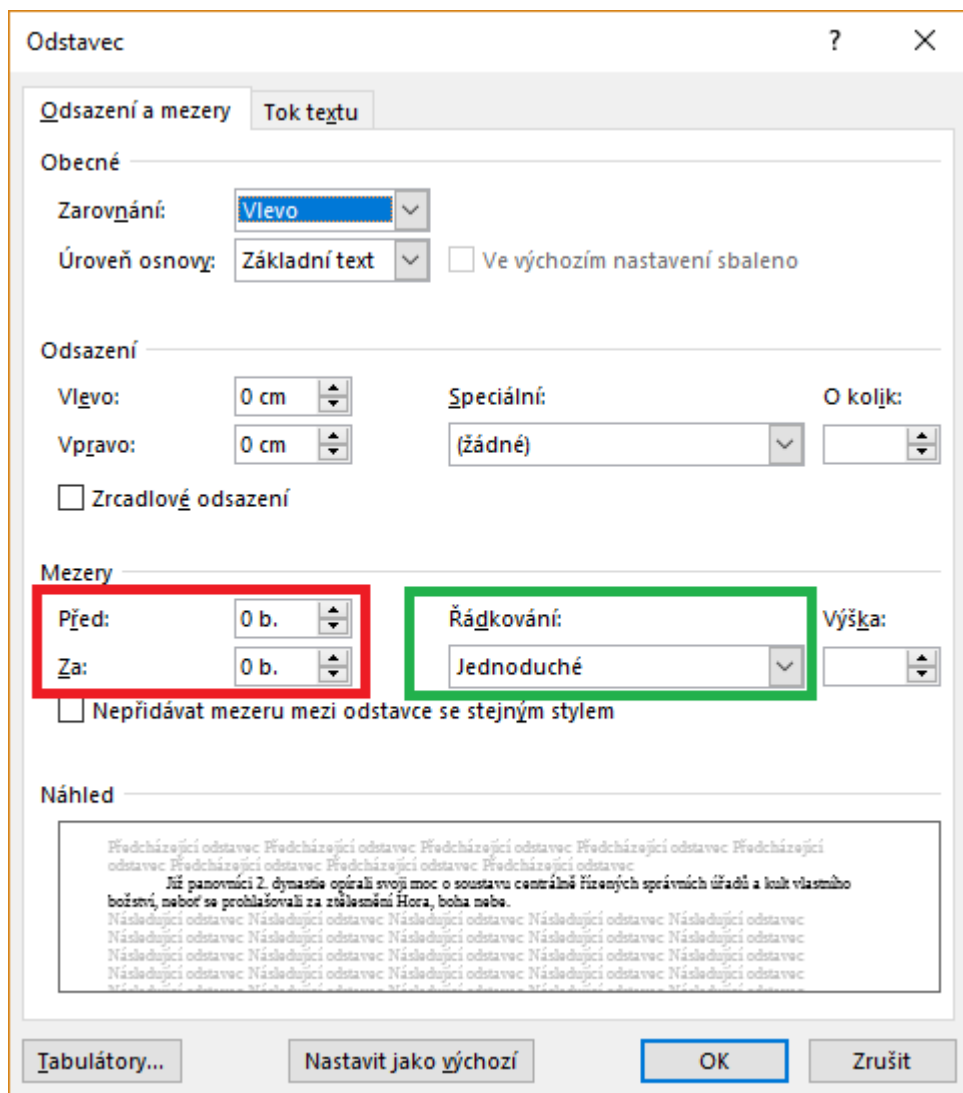 Odstavec ?
Odsazení a mezery Tok textu
Obecné
Zarovnání: Vlevo
Úroveň osnovy: Základní text Ve výchozím nastavení sbaleno
Odsazení
Vlevo: 0 cm Speciální: O kolik:
Vpravo: 0 cm (žádné)
Zrcadlové odsazení
Mezery
Před: 0 b. Řádkování: Výška:
Za: 0 b. Jednoduché
Nepřidávat mezeru mezi odstavce se stejným stylem
Náhled
Předcházející odstavec Předcházející odstavec Předcházející odstavec Předcházející odstavec Předcházející
odstavec Předcházející odstavec Předcházející odstavec Předcházející odstavec
Již panovníci 2. dynastie opírali svoji moc o soustavu centrálně řízených správních úřadů a kult vlastního
božství, neboť se prohlašovali za ztělesnění Hora, boha nebe.
Následující odstavec Následující odstavec Následující odstavec Následující odstavec Následující odstavec
Následující odstavec Následující odstavec Následující odstavec Následující odstavec Následující odstavec
Následující odstavec Následující odstavec Následující odstavec Následující odstavec Následující odstavec
Následující odstavec Následující odstavec Následující odstavec Následující odstavec Následující odstavec
Tabulátory... Nastavit jako výchozí OK Zrušit